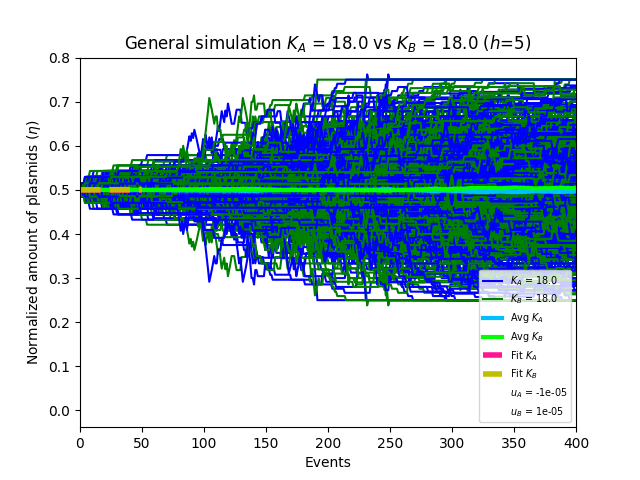 General simulation K_A = 18.0 vs K_B = 18.0 (h=5)
Normalized amount of plasmids (η)
0.8
0.7
0.6
0.5
0.4
0.3
0.2
0.1
0.0
K_A = 18.0
K_B = 18.0
Avg K_A
Avg K_B
Fit K_A
Fit K_B
u_A = -1e-05
u_B = 1e-05
0 50 100 150 200 250 300 350 400
Events